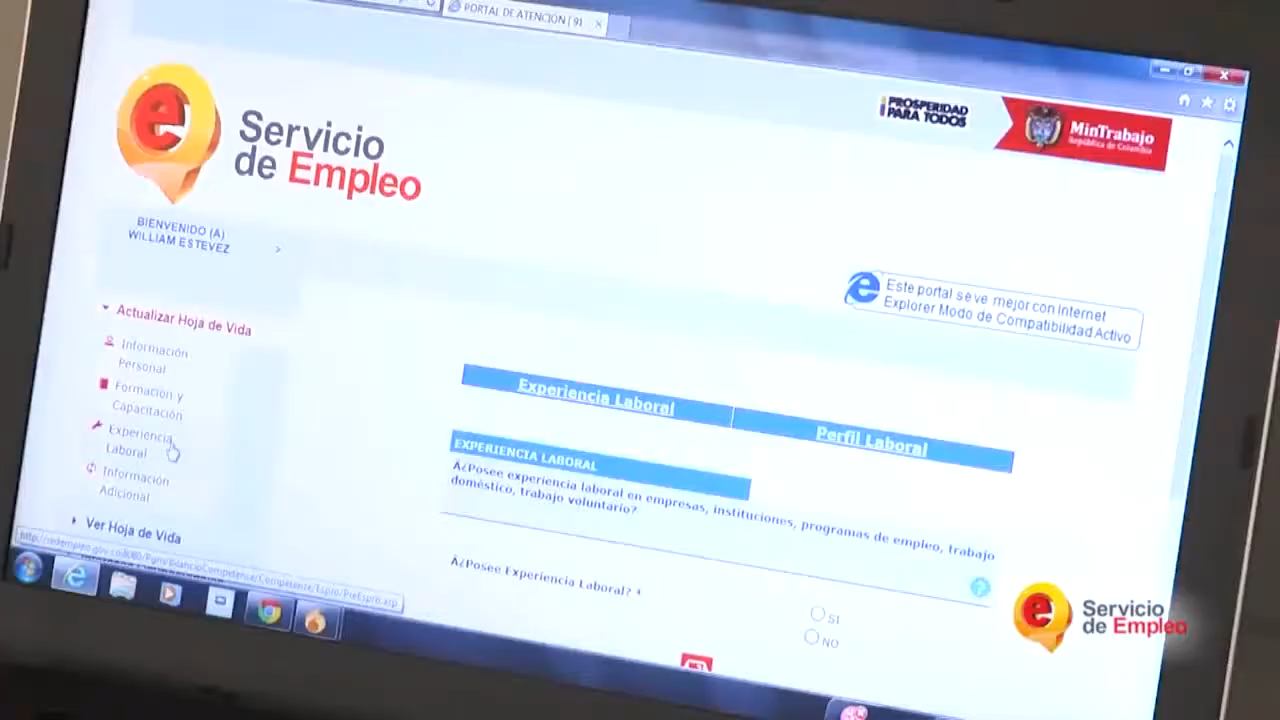 PORTAL DE ATENCIÓN | 91
Servicio
de Empleo
PROSPERIDAD
PARA TODOS
MinTrabajo
República de Colombia
BIENVENIDO (A)
WILLIAM ESTEVEZ
Este portal se ve mejor con Internet
Explorer Modo de Compatibilidad Activo
Actualizar Hoja de Vida
Información
Personal
Formación y
Capacitación
Experiencia
Laboral
Información
Adicional
Ver Hoja de Vida
Experiencia Laboral
Perfil Laboral
EXPERIENCIA LABORAL
Â¿Posee experiencia laboral en empresas, instituciones, programas de empleo, trabajo
doméstico, trabajo voluntario?
Â¿Posee Experiencia Laboral? *
SI
NO
Servicio
de Empleo